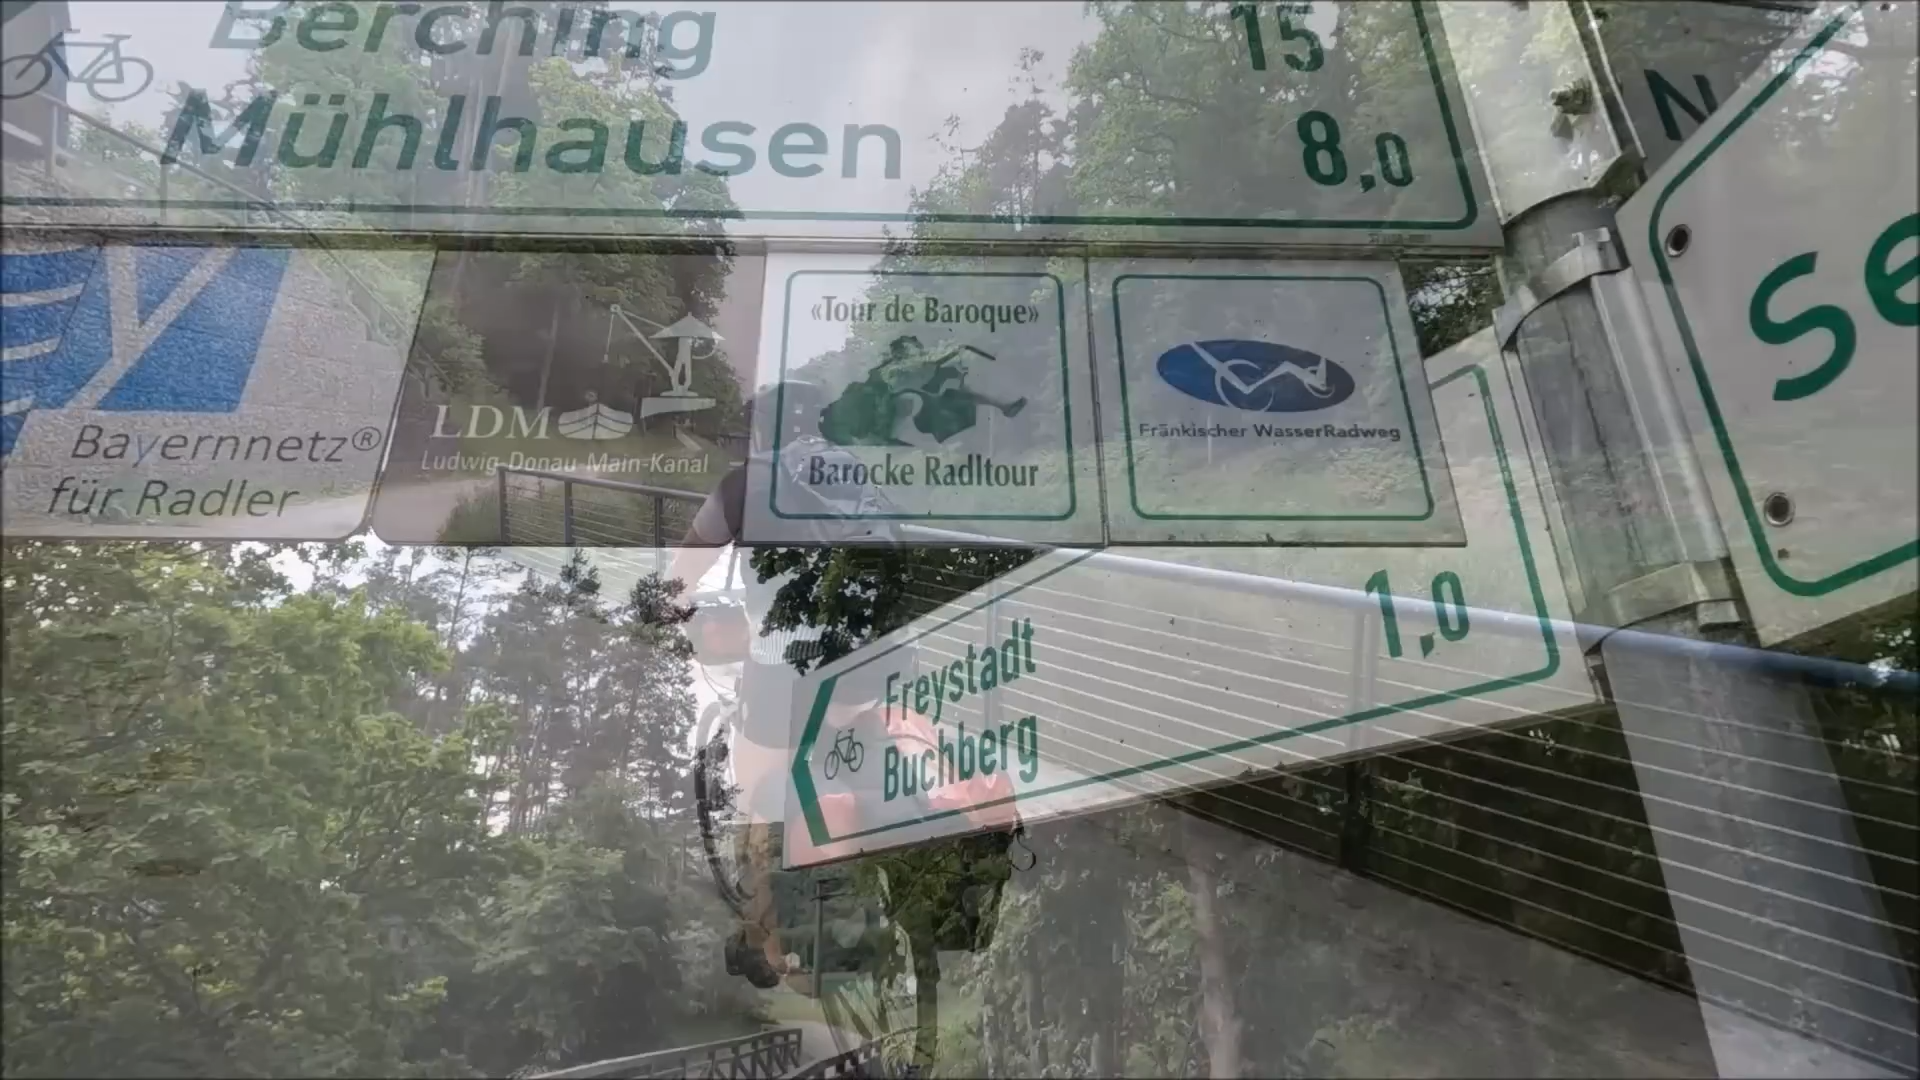 Berching 15
Mühlhausen 8,0
N
Se
Bayernnetz®
für Radler
LDM
Ludwig-Donau-Main-Kanal
«Tour de Baroque»
Barocke Radltour
Fränkischer WasserRadweg
Freystadt 1,0
Buchberg